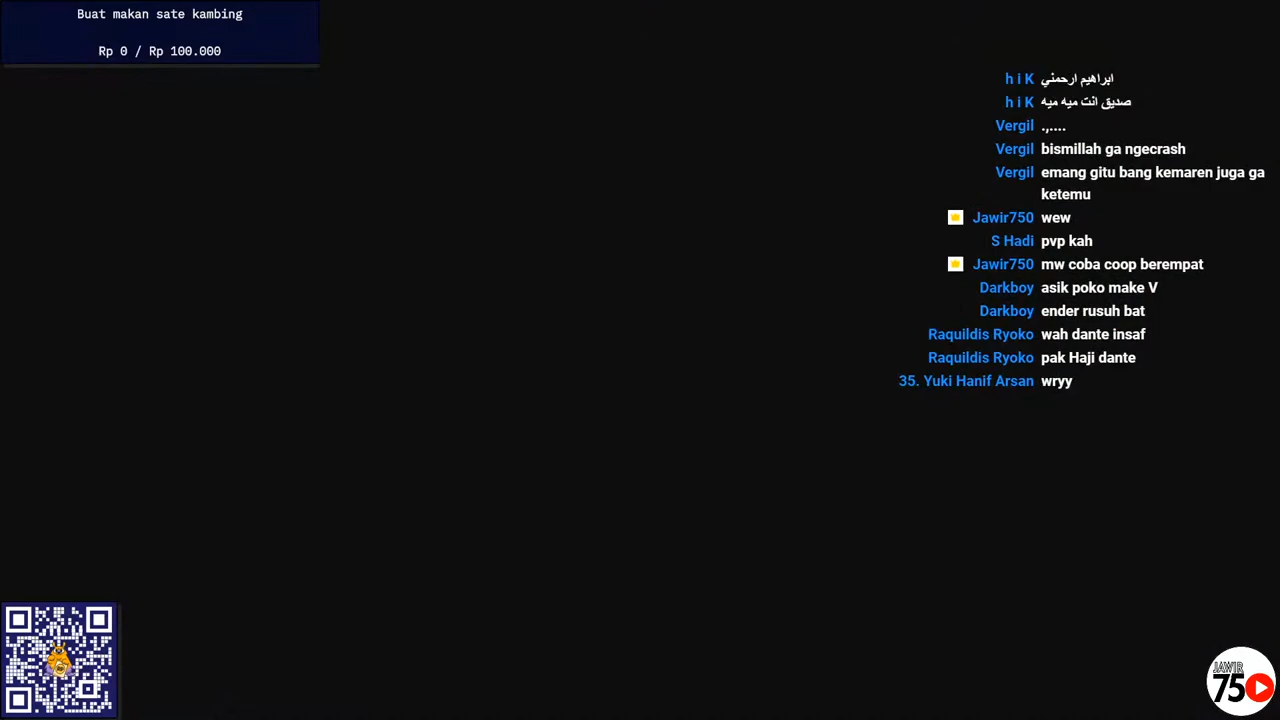 Buat makan sate kambing
Rp 0 / Rp 100.000
h i K ابراهيم ارحمني
h i K صديق انت ميه ميه
Vergil .,....
Vergil bismillah ga ngecrash
Vergil emang gitu bang kemaren juga ga
ketemu
Jawir750 wew
S Hadi pvp kah
Jawir750 mw coba coop berempat
Darkboy asik poko make V
Darkboy ender rusuh bat
Raquildis Ryoko wah dante insaf
Raquildis Ryoko pak Haji dante
35. Yuki Hanif Arsan wryy
JAWIR
75